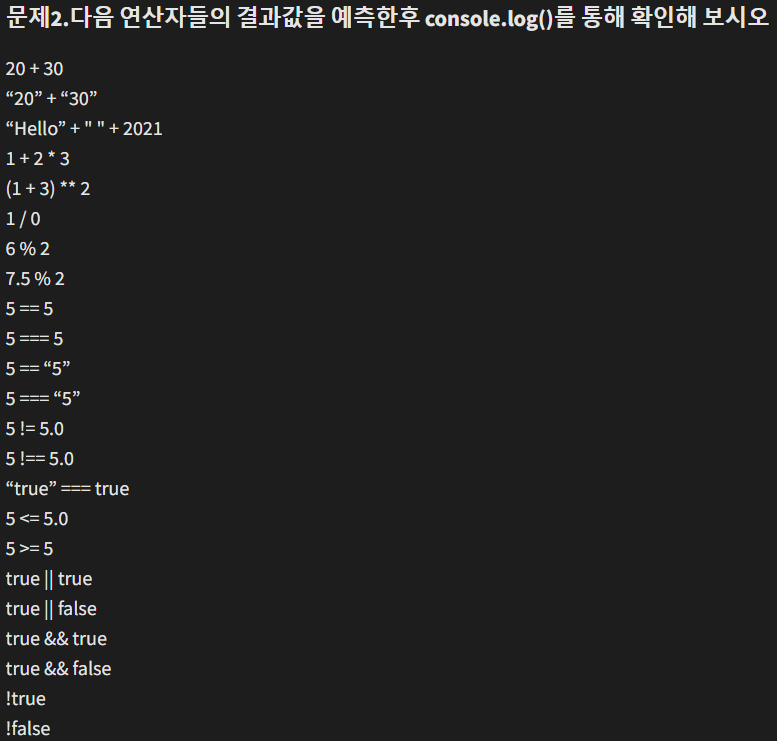 문제2.다음 연산자들의 결과값을 예측한후 console.log()를 통해 확인해 보시오
20 + 30
“20” + “30”
“Hello” + " " + 2021
1 + 2 * 3
(1 + 3) ** 2
1 / 0
6 % 2
7.5 % 2
5 == 5
5 === 5
5 == “5”
5 === “5”
5 != 5.0
5 !== 5.0
“true” === true
5 <= 5.0
5 >= 5
true || true
true || false
true && true
true && false
!true
!false